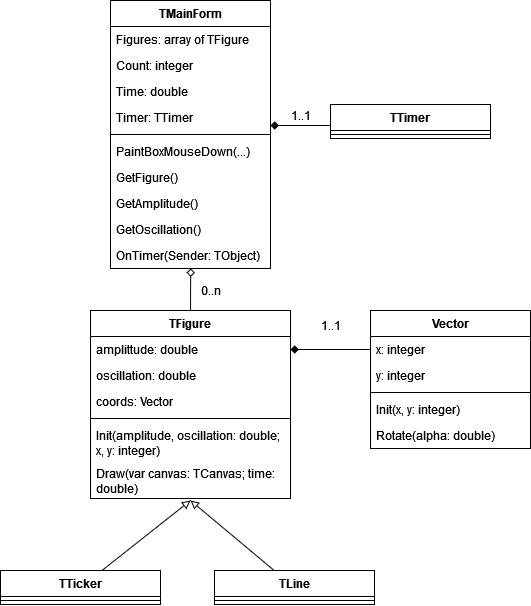 TMainForm
Figures: array of TFigure
Count: integer
Time: double
Timer: TTimer
PaintBoxMouseDown(...)
GetFigure()
GetAmplitude()
GetOscillation()
OnTimer(Sender: TObject)
1..1
TTimer
0..n
TFigure
amplittude: double
oscillation: double
coords: Vector
Init(amplitude, oscillation: double;
x, y: integer)
Draw(var canvas: TCanvas; time:
double)
1..1
Vector
x: integer
y: integer
Init(x, y: integer)
Rotate(alpha: double)
TTicker
TLine